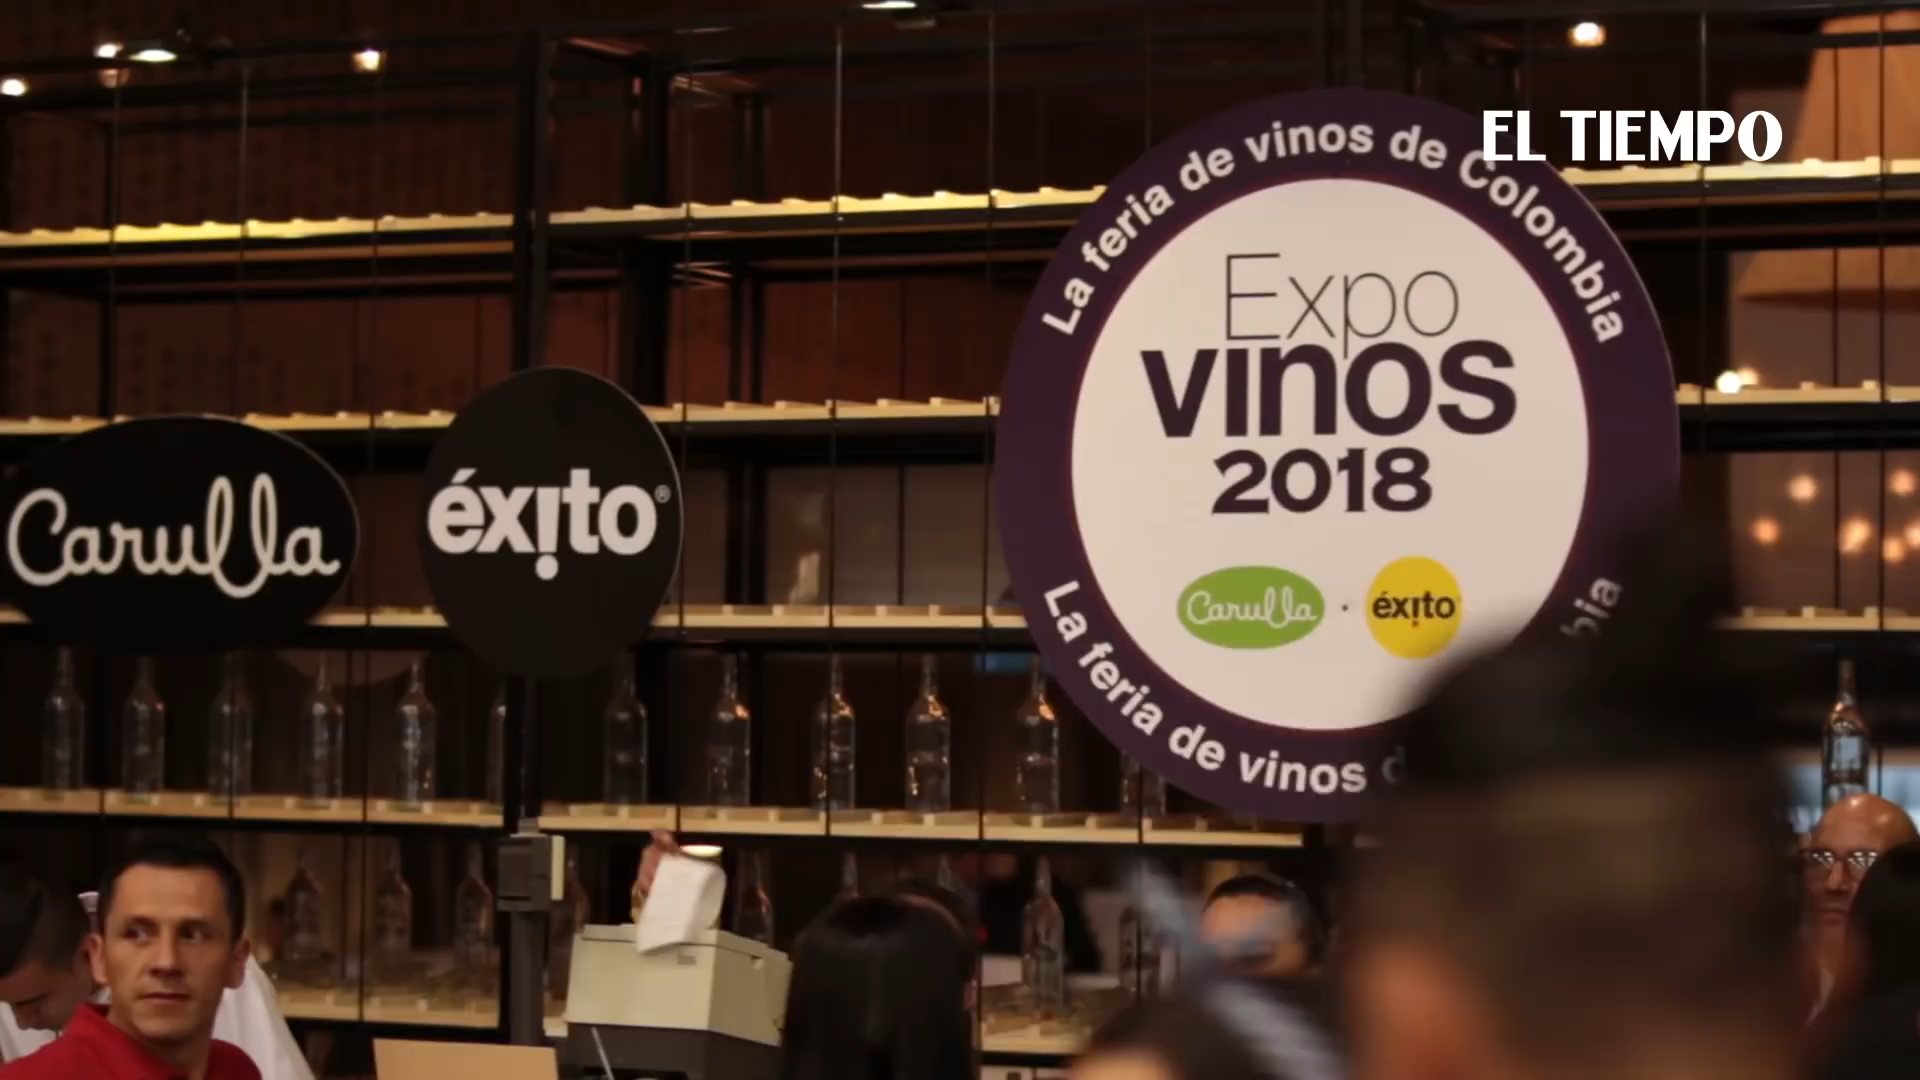 EL TIEMPO
La feria de vinos de Colombia
Expo
vinos
2018
Carulla · éxito
La feria de vinos
bia
Carulla
éxito®